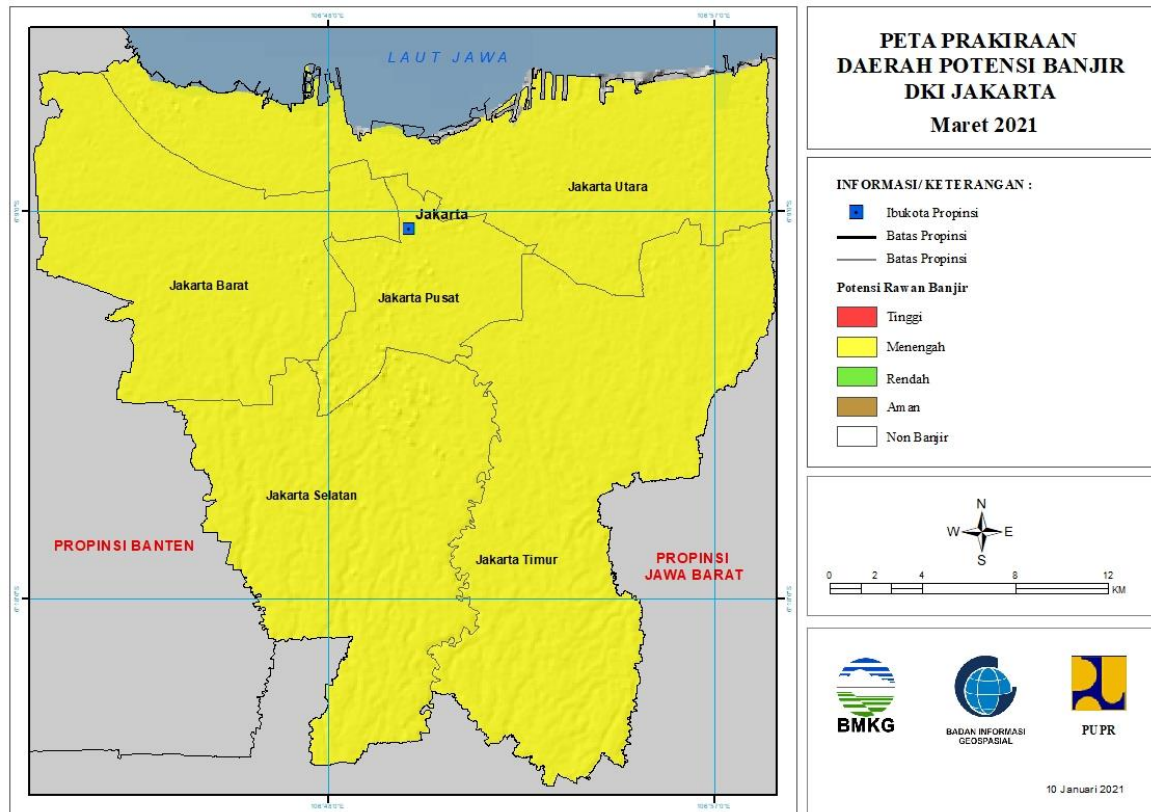 LAUT JAWA
Jakarta Utara
Jakarta
Jakarta Barat
Jakarta Pusat
Jakarta Selatan
PROPINSI BANTEN
Jakarta Timur
PROPINSI
JAWA BARAT
PETA PRAKIRAAN
DAERAH POTENSI BANJIR
DKI JAKARTA
Maret 2021
INFORMASI/KETERANGAN :
Ibukota Propinsi
Batas Propinsi
Batas Propinsi
Potensi Rawan Banjir
Tinggi
Menengah
Rendah
Aman
Non Banjir
N
W E
S
0 2 4 8 12
KM
BMKG
BADAN INFORMASI
GEOSPASIAL
PUPR
10 Januari 2021